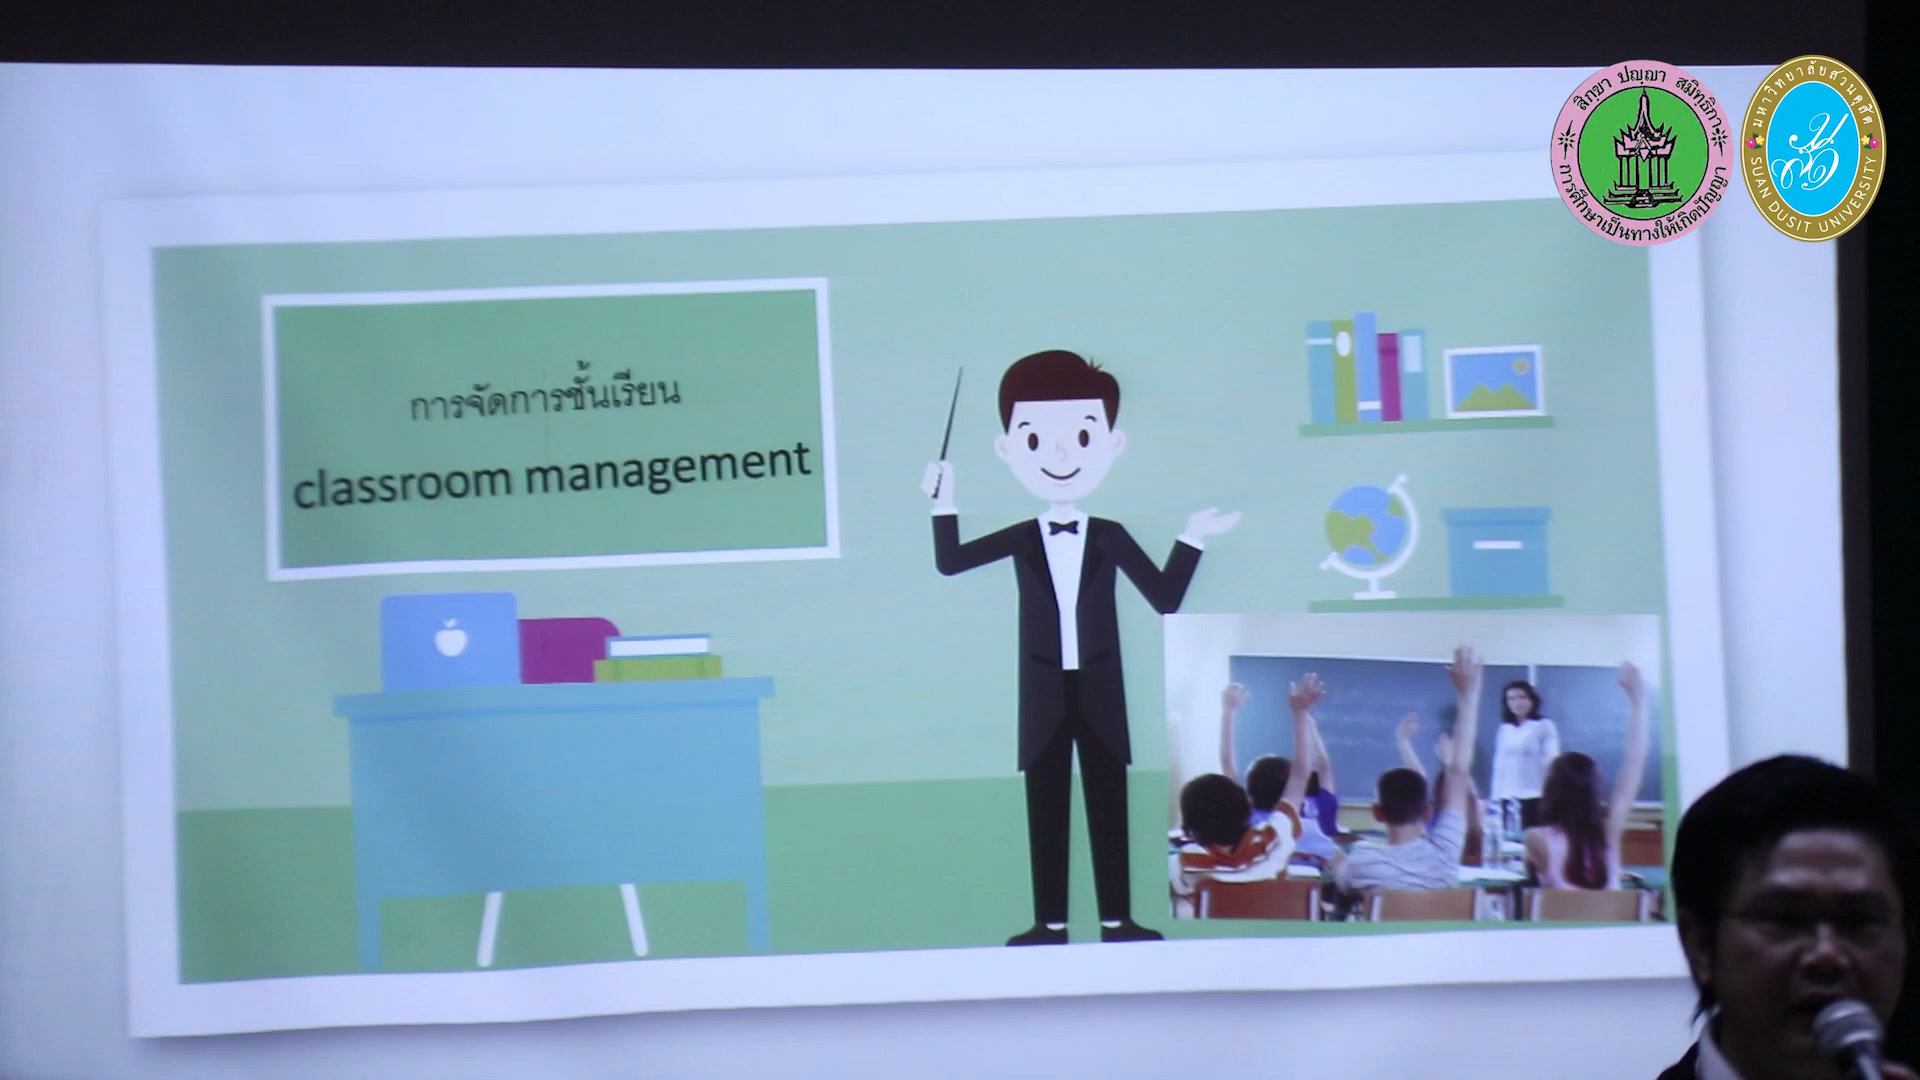 การจัดการชั้นเรียน
classroom management
สิกฺขา ปญฺญา สมิทธิกา
การศึกษาเป็นทางให้เกิดปัญญา
มหาวิทยาลัยสวนดุสิต
SUAN DUSIT UNIVERSITY